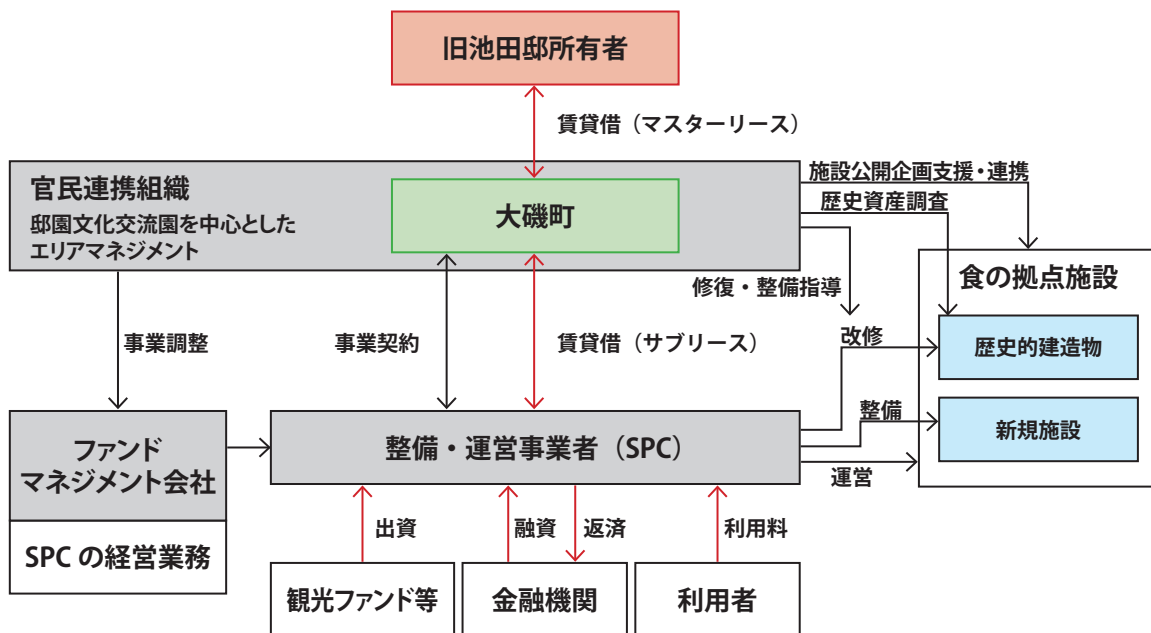 旧池田邸所有者
賃貸借（マスターリース）
官民連携組織
邸園文化交流園を中心とした
エリアマネジメント
大磯町
施設公開企画支援・連携
歴史資産調査
修復・整備指導
食の拠点施設
歴史的建造物
新規施設
事業調整
事業契約
賃貸借（サブリース）
改修
整備
運営
ファンド
マネジメント会社
SPC の経営業務
整備・運営事業者（SPC）
出資
融資
返済
利用料
観光ファンド等
金融機関
利用者